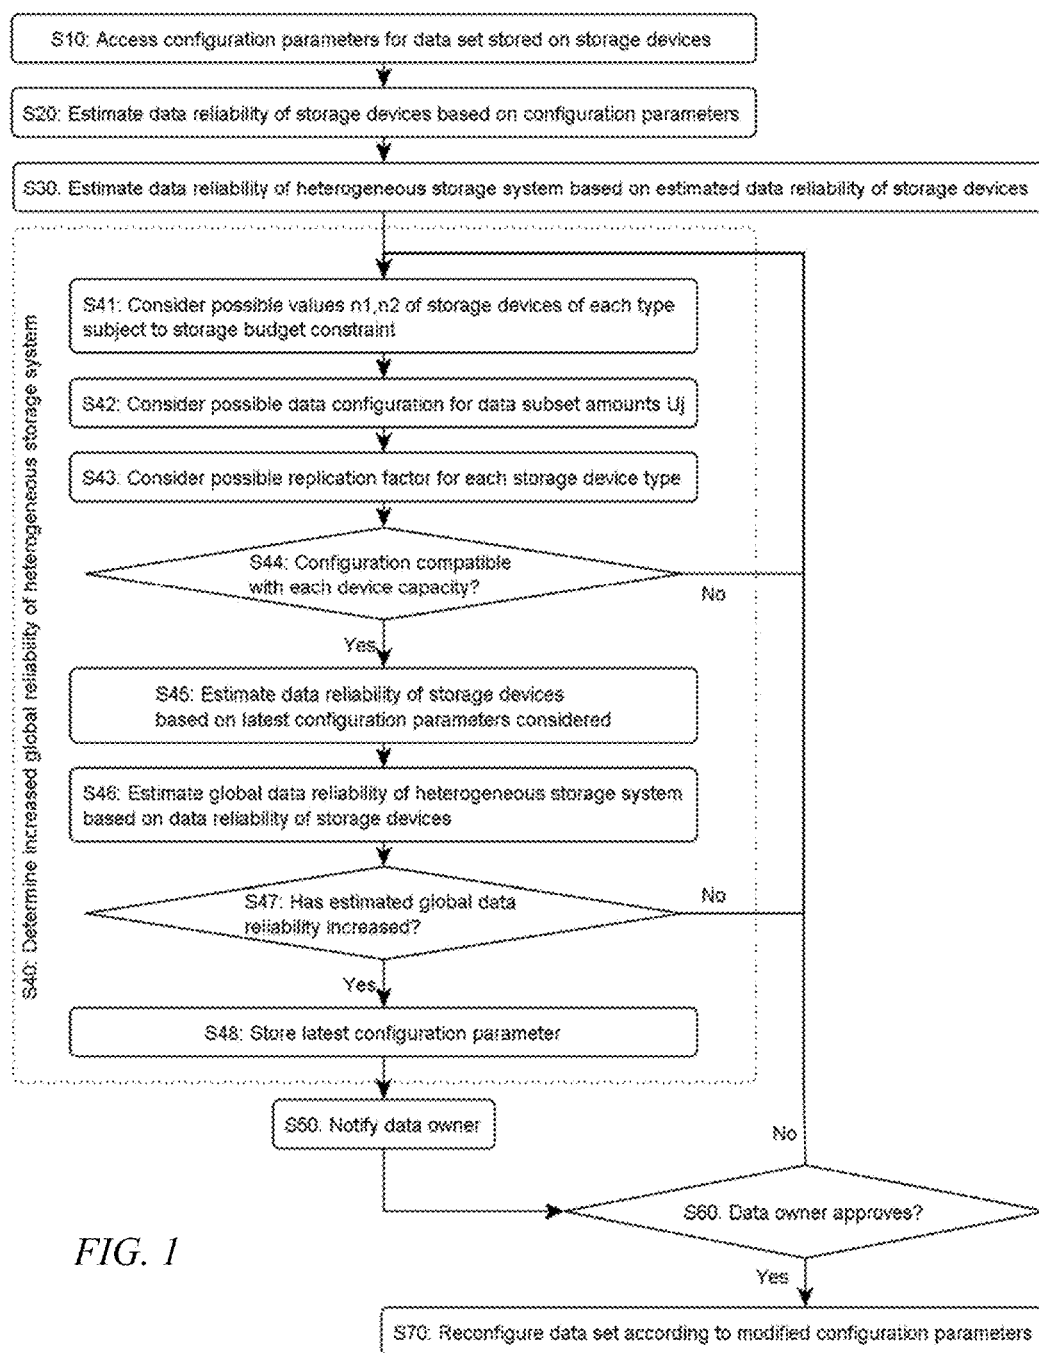 S10: Access configuration parameters for data set stored on storage devices
S20: Estimate data reliability of storage devices based on configuration parameters
S30. Estimate data reliability of heterogeneous storage system based on estimated data reliability of storage devices
S40: Determine increased global reliability of heterogeneous storage system
S41: Consider possible values n1,n2 of storage devices of each type
subject to storage budget constraint
S42: Consider possible data configuration for data subset amounts Uj
S43: Consider possible replication factor for each storage device type
S44: Configuration compatible
with each device capacity?
No
Yes
S45: Estimate data reliability of storage devices
based on latest configuration parameters considered
S46: Estimate global data reliability of heterogeneous storage system
based on data reliability of storage devices
S47: Has estimated global data
reliability increased?
No
Yes
S48: Store latest configuration parameter
S50. Notify data owner
No
S60. Data owner approves?
FIG. 1
Yes
S70: Reconfigure data set according to modified configuration parameters